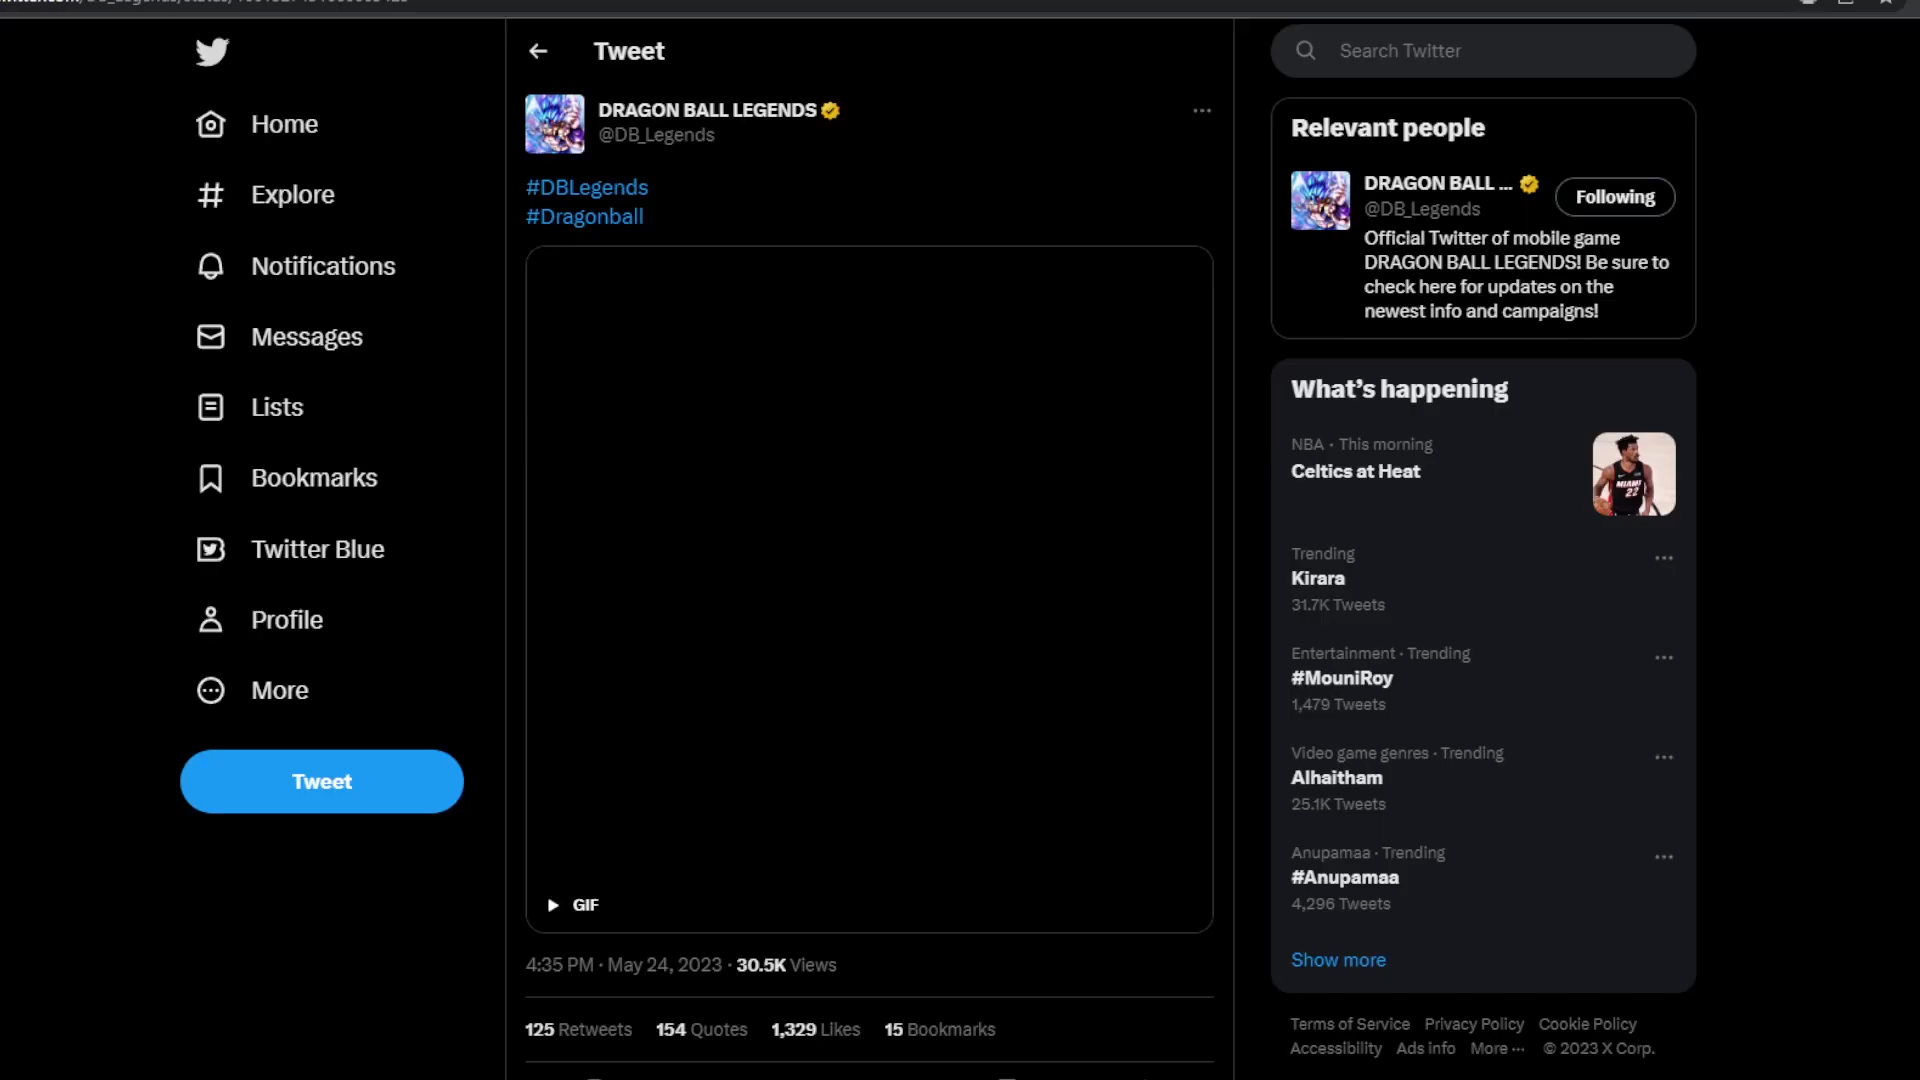 Home
Explore
Notifications
Messages
Lists
Bookmarks
Twitter Blue
Profile
More
Tweet
Tweet
DRAGON BALL LEGENDS
@DB_Legends
#DBLegends
#Dragonball
GIF
4:35 PM · May 24, 2023 · 30.5K Views
125 Retweets 154 Quotes 1,329 Likes 15 Bookmarks
Search Twitter
Relevant people
DRAGON BALL ...
@DB_Legends
Following
Official Twitter of mobile game
DRAGON BALL LEGENDS! Be sure to
check here for updates on the
newest info and campaigns!
What’s happening
NBA · This morning
Celtics at Heat
MIAMI
22
Trending
Kirara
31.7K Tweets
Entertainment · Trending
#MouniRoy
1,479 Tweets
Video game genres · Trending
Alhaitham
25.1K Tweets
Anupamaa · Trending
#Anupamaa
4,296 Tweets
Show more
Terms of Service Privacy Policy Cookie Policy
Accessibility Ads info More ··· © 2023 X Corp.